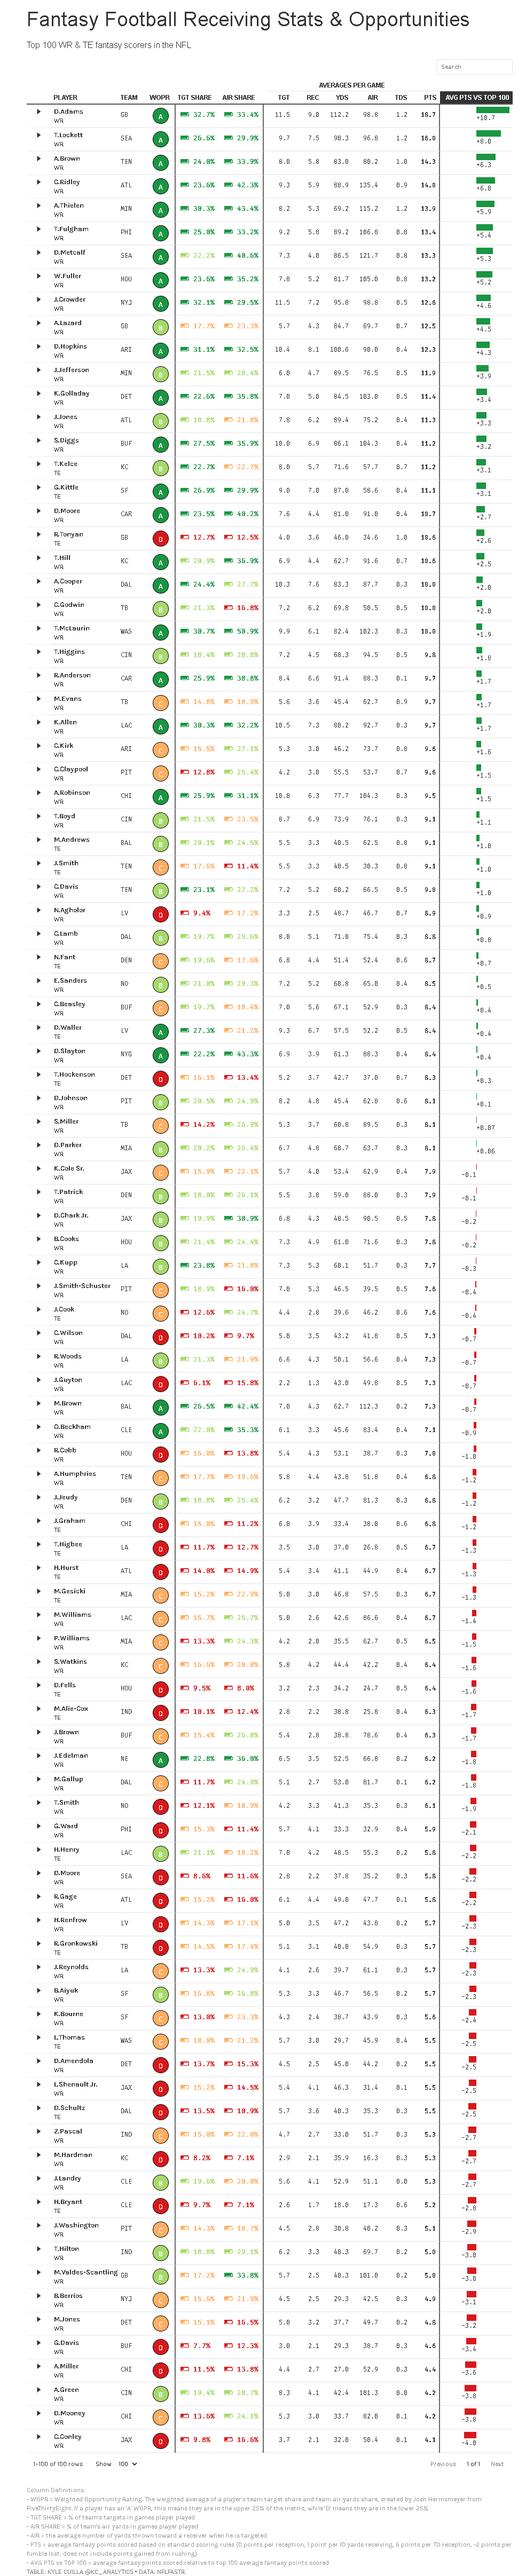 Fantasy Football Receiving Stats & Opportunities
Top 100 WR & TE fantasy scorers in the NFL
Search
AVERAGES PER GAME
PLAYER TEAM WOPR TGT SHARE AIR SHARE TGT REC YDS AIR TDS PTS AVG PTS VS TOP 100
D.Adams GB A 32.7% 33.4% 11.5 9.0 112.2 98.8 1.2 18.7
WR +10.7
T.Lockett SEA A 26.6% 29.9% 9.7 7.5 90.3 96.8 1.2 16.0
WR +8.0
A.Brown TEN A 24.0% 33.9% 8.0 5.8 83.0 80.2 1.0 14.3
WR +6.3
C.Ridley ATL A 23.6% 42.3% 9.3 5.9 88.9 135.4 0.9 14.0
WR +6.0
A.Thielen MIN A 30.3% 43.4% 8.2 5.3 69.2 115.2 1.2 13.9
WR +5.9
T.Fulgham PHI A 25.0% 33.2% 9.2 5.8 89.2 106.0 0.8 13.4
WR +5.4
D.Metcalf SEA A 22.2% 40.6% 7.3 4.8 86.5 121.7 0.8 13.3
WR +5.3
W.Fuller HOU A 23.6% 35.2% 7.0 5.2 81.7 105.0 0.8 13.2
WR +5.2
J.Crowder NYJ A 32.1% 29.5% 11.5 7.2 95.8 98.8 0.5 12.6
WR +4.6
A.Lazard GB B 17.7% 23.3% 5.7 4.3 84.7 69.7 0.7 12.5
WR +4.5
D.Hopkins ARI A 31.1% 32.5% 10.4 8.1 100.6 90.0 0.4 12.3
WR +4.3
J.Jefferson MIN B 21.5% 28.4% 6.0 4.7 89.5 76.5 0.5 11.9
WR +3.9
K.Golladay DET A 22.6% 35.8% 7.0 5.0 84.5 103.0 0.5 11.4
WR +3.4
J.Jones ATL B 18.8% 21.8% 7.8 6.2 89.4 75.2 0.4 11.3
WR +3.3
S.Diggs BUF A 27.5% 35.9% 10.0 6.9 86.1 104.3 0.4 11.2
WR +3.2
T.Kelce KC B 22.7% 22.7% 8.0 5.7 71.6 57.7 0.7 11.2
TE +3.1
G.Kittle SF A 26.9% 29.9% 9.0 7.0 87.0 58.6 0.4 11.1
TE +3.1
D.Moore CAR A 23.5% 40.2% 7.6 4.4 81.0 91.0 0.4 10.7
WR +2.7
R.Tonyan GB D 12.7% 12.5% 4.0 3.6 46.0 34.6 1.0 10.6
TE +2.6
T.Hill KC A 20.9% 36.9% 6.9 4.4 62.7 91.6 0.7 10.6
WR +2.5
A.Cooper DAL A 24.4% 27.7% 10.3 7.6 83.3 87.7 0.3 10.0
WR +2.0
C.Godwin TB B 21.3% 16.8% 7.2 6.2 69.8 50.5 0.5 10.0
WR +2.0
T.McLaurin WAS A 30.7% 50.9% 9.9 6.1 82.4 102.3 0.3 10.0
WR +1.9
T.Higgins CIN B 18.4% 28.8% 7.2 4.5 68.3 94.5 0.5 9.8
WR +1.8
R.Anderson CAR A 25.9% 38.8% 8.4 6.6 91.4 88.3 0.1 9.7
WR +1.7
M.Evans TB C 14.8% 18.9% 5.6 3.6 45.4 62.7 0.9 9.7
WR +1.7
K.Allen LAC A 30.3% 32.2% 10.5 7.3 80.2 92.7 0.3 9.7
WR +1.7
C.Kirk ARI C 15.5% 27.1% 5.3 3.0 46.2 73.7 0.8 9.6
WR +1.6
C.Claypool PIT C 12.8% 25.4% 4.2 3.0 55.5 53.7 0.7 9.6
WR +1.5
A.Robinson CHI A 25.9% 31.1% 10.0 6.3 77.7 104.3 0.3 9.5
WR +1.5
T.Boyd CIN B 21.5% 23.5% 8.7 6.9 73.9 76.1 0.3 9.1
WR +1.1
M.Andrews BAL B 20.1% 24.5% 5.5 3.3 40.5 62.5 0.8 9.1
TE +1.0
J.Smith TEN C 17.6% 11.4% 5.5 3.3 40.5 30.3 0.8 9.1
TE +1.0
C.Davis TEN B 23.1% 27.2% 7.2 5.2 60.2 66.5 0.5 9.0
WR +1.0
N.Agholor LV D 9.4% 17.2% 3.3 2.5 48.7 46.7 0.7 8.9
WR +0.9
C.Lamb DAL B 19.7% 25.6% 8.0 5.1 71.0 75.4 0.3 8.8
WR +0.8
N.Fant DEN C 19.6% 17.6% 6.0 4.4 51.4 52.4 0.6 8.7
TE +0.7
E.Sanders NO B 21.0% 29.3% 7.2 5.2 60.8 65.0 0.4 8.5
WR +0.5
C.Beasley BUF C 19.7% 18.4% 7.0 5.6 67.1 52.9 0.3 8.4
WR +0.4
D.Waller LV A 27.3% 21.2% 9.3 6.7 57.5 52.2 0.5 8.4
TE +0.4
D.Slayton NYG A 22.2% 43.3% 6.9 3.9 61.3 88.3 0.4 8.4
WR +0.4
T.Hockenson DET D 16.1% 13.4% 5.2 3.7 42.7 37.0 0.7 8.3
TE +0.3
D.Johnson PIT B 20.5% 24.9% 8.2 4.8 45.4 62.0 0.6 8.1
WR +0.1
S.Miller TB C 14.2% 26.9% 5.3 3.7 60.8 89.5 0.3 8.1
WR +0.07
D.Parker MIA B 20.2% 26.4% 6.7 4.8 60.7 63.7 0.3 8.1
WR +0.06
K.Cole Sr. JAX C 15.9% 22.1% 5.7 4.0 53.4 62.9 0.4 7.9
WR -0.1
T.Patrick DEN B 18.0% 26.1% 5.5 3.8 59.0 88.0 0.3 7.9
WR -0.1
D.Chark Jr. JAX B 19.9% 30.9% 6.8 4.3 48.5 90.5 0.5 7.8
WR -0.2
B.Cooks HOU B 21.4% 24.4% 7.3 4.9 61.0 71.6 0.3 7.8
WR -0.2
C.Kupp LA B 23.8% 21.8% 7.3 5.3 60.1 51.7 0.3 7.7
WR -0.3
J.Smith-Schuster PIT C 18.9% 16.0% 7.0 5.3 46.5 39.5 0.5 7.6
WR -0.4
J.Cook NO C 12.6% 24.7% 4.4 2.8 39.6 46.2 0.6 7.6
TE -0.4
C.Wilson DAL D 10.2% 9.7% 5.0 3.5 43.2 41.8 0.5 7.3
WR -0.7
R.Woods LA B 21.3% 21.9% 6.6 4.3 50.1 56.6 0.4 7.3
WR -0.7
J.Guyton LAC D 6.1% 15.8% 2.2 1.3 43.0 49.8 0.5 7.3
WR -0.7
M.Brown BAL A 26.5% 42.4% 7.0 4.3 62.7 112.3 0.2 7.3
WR -0.7
O.Beckham CLE A 22.0% 35.3% 6.1 3.3 45.6 83.4 0.4 7.1
WR -0.9
R.Cobb HOU D 16.0% 13.8% 5.4 4.3 53.1 38.7 0.3 7.0
WR -1.0
A.Humphries TEN C 17.7% 19.6% 5.8 4.4 43.8 51.8 0.4 6.8
WR -1.2
J.Jeudy DEN B 18.8% 25.4% 6.2 3.2 47.7 81.3 0.3 6.8
WR -1.2
J.Graham CHI D 15.0% 11.2% 6.0 3.9 33.4 38.0 0.6 6.8
TE -1.2
T.Higbee LA D 11.7% 12.7% 3.5 3.0 37.0 26.8 0.5 6.7
TE -1.3
H.Hurst ATL D 14.0% 14.9% 5.4 3.4 41.1 44.9 0.4 6.7
TE -1.3
M.Gesicki MIA C 15.2% 22.9% 5.0 3.0 46.8 57.5 0.3 6.7
TE -1.3
M.Williams LAC C 15.7% 25.7% 5.0 2.6 42.6 86.6 0.4 6.7
WR -1.4
P.Williams MIA C 13.3% 24.3% 4.2 2.0 35.5 62.7 0.5 6.5
WR -1.5
S.Watkins KC C 16.6% 20.0% 5.8 4.2 44.4 42.2 0.4 6.4
WR -1.6
D.Fells HOU D 9.5% 8.0% 3.2 2.3 34.2 24.7 0.5 6.4
TE -1.6
M.Alie-Cox IND D 10.1% 12.4% 2.8 2.2 38.8 25.8 0.4 6.3
TE -1.7
J.Brown BUF C 15.4% 26.8% 5.4 2.8 38.8 78.6 0.4 6.3
WR -1.7
J.Edelman NE A 22.8% 36.0% 6.5 3.5 52.5 66.8 0.2 6.2
WR -1.8
M.Gallup DAL C 11.7% 24.9% 5.1 2.7 53.0 81.7 0.1 6.2
WR -1.8
T.Smith NO D 12.1% 18.9% 4.2 3.3 41.3 35.3 0.3 6.1
WR -1.9
G.Ward PHI D 15.3% 11.4% 5.7 4.1 33.3 32.9 0.4 5.9
WR -2.1
H.Henry LAC B 21.1% 18.2% 7.0 4.2 48.5 55.3 0.2 5.8
TE -2.2
D.Moore SEA D 8.6% 11.6% 2.8 2.2 37.8 35.2 0.3 5.8
WR -2.2
R.Gage ATL D 15.2% 16.0% 6.1 4.4 49.0 47.7 0.1 5.8
WR -2.2
H.Renfrow LV D 14.3% 17.1% 5.0 3.5 47.2 43.8 0.2 5.7
WR -2.3
R.Gronkowski TB D 14.5% 17.4% 5.1 3.1 40.0 54.9 0.3 5.7
TE -2.3
J.Reynolds LA C 13.3% 24.9% 4.1 2.6 39.7 61.1 0.3 5.7
WR -2.3
B.Aiyuk SF B 16.8% 26.8% 5.3 3.3 46.7 56.5 0.2 5.7
WR -2.3
K.Bourne SF C 13.0% 23.3% 4.3 2.4 38.7 43.9 0.3 5.6
WR -2.4
L.Thomas WAS C 18.0% 21.2% 5.7 3.0 29.7 45.9 0.4 5.5
TE -2.5
D.Amendola DET D 13.7% 15.3% 4.5 2.5 45.0 44.2 0.2 5.5
WR -2.5
L.Shenault Jr. JAX D 15.2% 14.5% 5.4 4.1 46.3 31.4 0.1 5.5
WR -2.5
D.Schultz DAL D 13.5% 10.9% 5.7 3.6 40.3 35.3 0.3 5.5
TE -2.5
Z.Pascal IND C 15.0% 22.0% 4.7 2.7 33.0 51.7 0.3 5.3
WR -2.7
M.Hardman KC D 8.2% 7.1% 2.9 2.1 35.9 16.3 0.3 5.3
WR -2.7
J.Landry CLE B 19.6% 20.0% 5.6 4.1 52.9 51.1 0.0 5.3
WR -2.7
H.Bryant CLE D 9.7% 7.1% 2.6 1.7 18.0 17.3 0.6 5.2
TE -2.8
J.Washington PIT C 14.3% 18.7% 4.5 2.8 30.8 40.2 0.3 5.1
WR -2.9
T.Hilton IND B 18.8% 29.1% 6.2 3.3 40.3 69.7 0.2 5.0
WR -3.0
M.Valdes-Scantling GB B 17.2% 33.8% 5.7 2.5 40.3 101.0 0.2 5.0
WR -3.0
B.Berrios NYJ C 15.6% 21.9% 4.5 2.5 29.3 42.5 0.3 4.9
WR -3.1
M.Jones DET C 15.1% 16.5% 5.0 3.2 37.7 49.7 0.2 4.8
WR -3.2
G.Davis BUF D 7.7% 12.3% 3.0 2.1 29.3 38.7 0.3 4.6
WR -3.4
A.Miller CHI D 11.5% 13.8% 4.4 2.7 27.0 52.9 0.3 4.4
WR -3.6
A.Green CIN B 19.4% 28.7% 8.3 4.1 42.4 101.3 0.0 4.2
WR -3.8
D.Mooney CHI C 13.6% 24.1% 5.3 3.0 33.7 82.0 0.1 4.2
WR -3.8
C.Conley JAX D 9.8% 16.6% 3.7 2.1 32.0 50.4 0.1 4.1
WR -4.0
1–100 of 100 rows Show 100 Previous 1 of 1 Next
Column Definitions:
- WOPR = Weighted Opportunity Rating. The weighted average of a player's team target share and team air yards share, created by Josh Hermsmeyer from
FiveThirtyEight. If a player has an 'A' WOPR, this means they are in the upper 25% of the metric, while 'D' means they are in the lower 25%
- TGT SHARE = % of team's targets in games player played
- AIR SHARE = % of team's air yards in games player played
- AIR = the average number of yards thrown toward a receiver when he is targeted
- PTS = average fantasy points scored based on standard scoring rules (0 points per reception, 1 point per 10 yards receiving, 6 points per TD reception, -2 points per
fumble lost; does not include points gained from rushing)
- AVG PTS vs TOP 100 = average fantasy points scored relative to top 100 average fantasy points scored
TABLE: KYLE CUILLA @KC_ANALYTICS • DATA: NFLFASTR